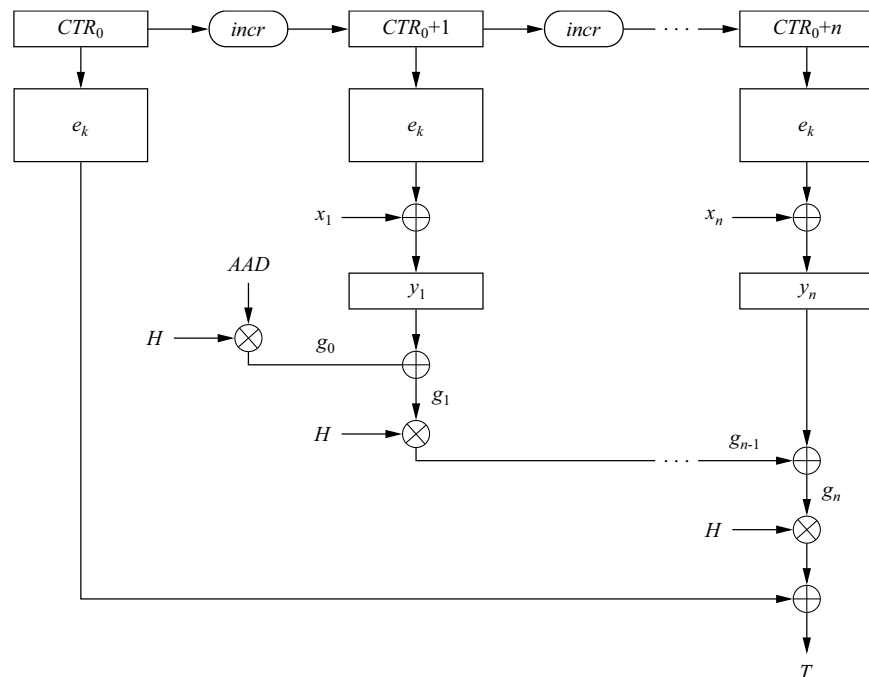 CTR₀ incr CTR₀+1 incr ... CTR₀+n
eₖ eₖ eₖ
x₁ xₙ
AAD y₁ yₙ
H g₀
g₁
H ... gₙ₋₁
gₙ
H
T